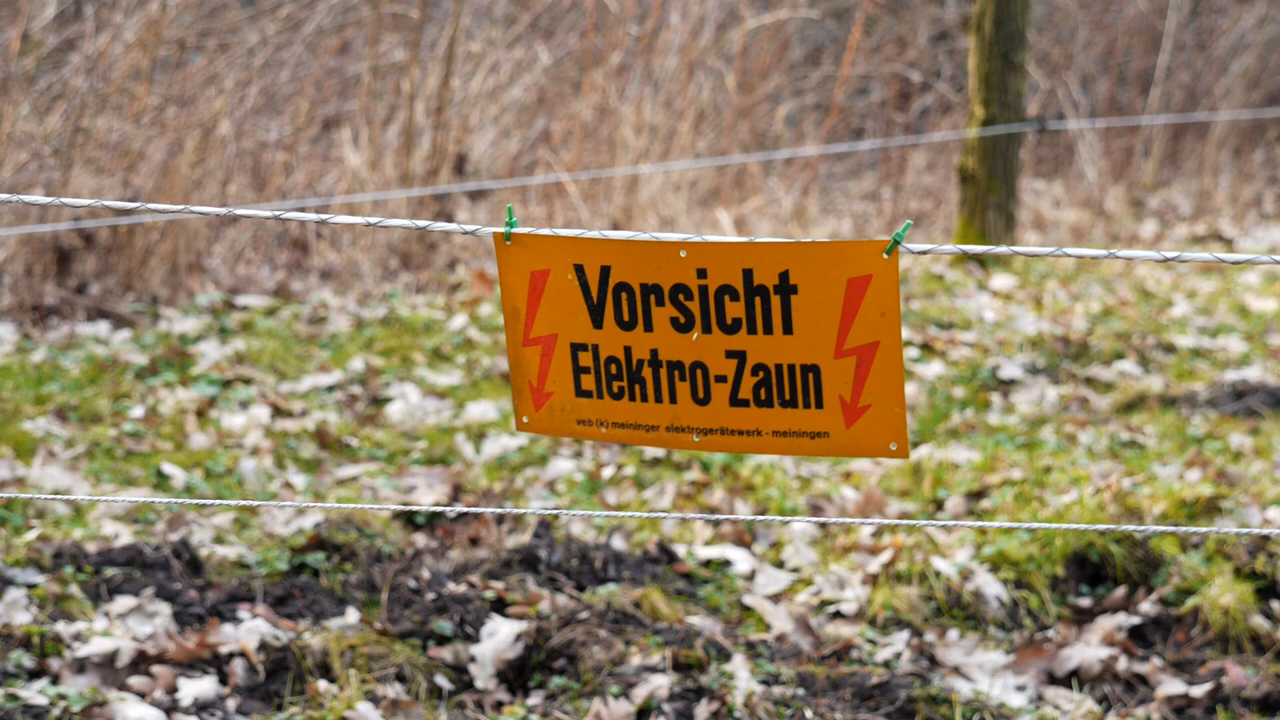 Vorsicht
Elektro-Zaun
veb (k) meininger elektrogerätewerk - meiningen